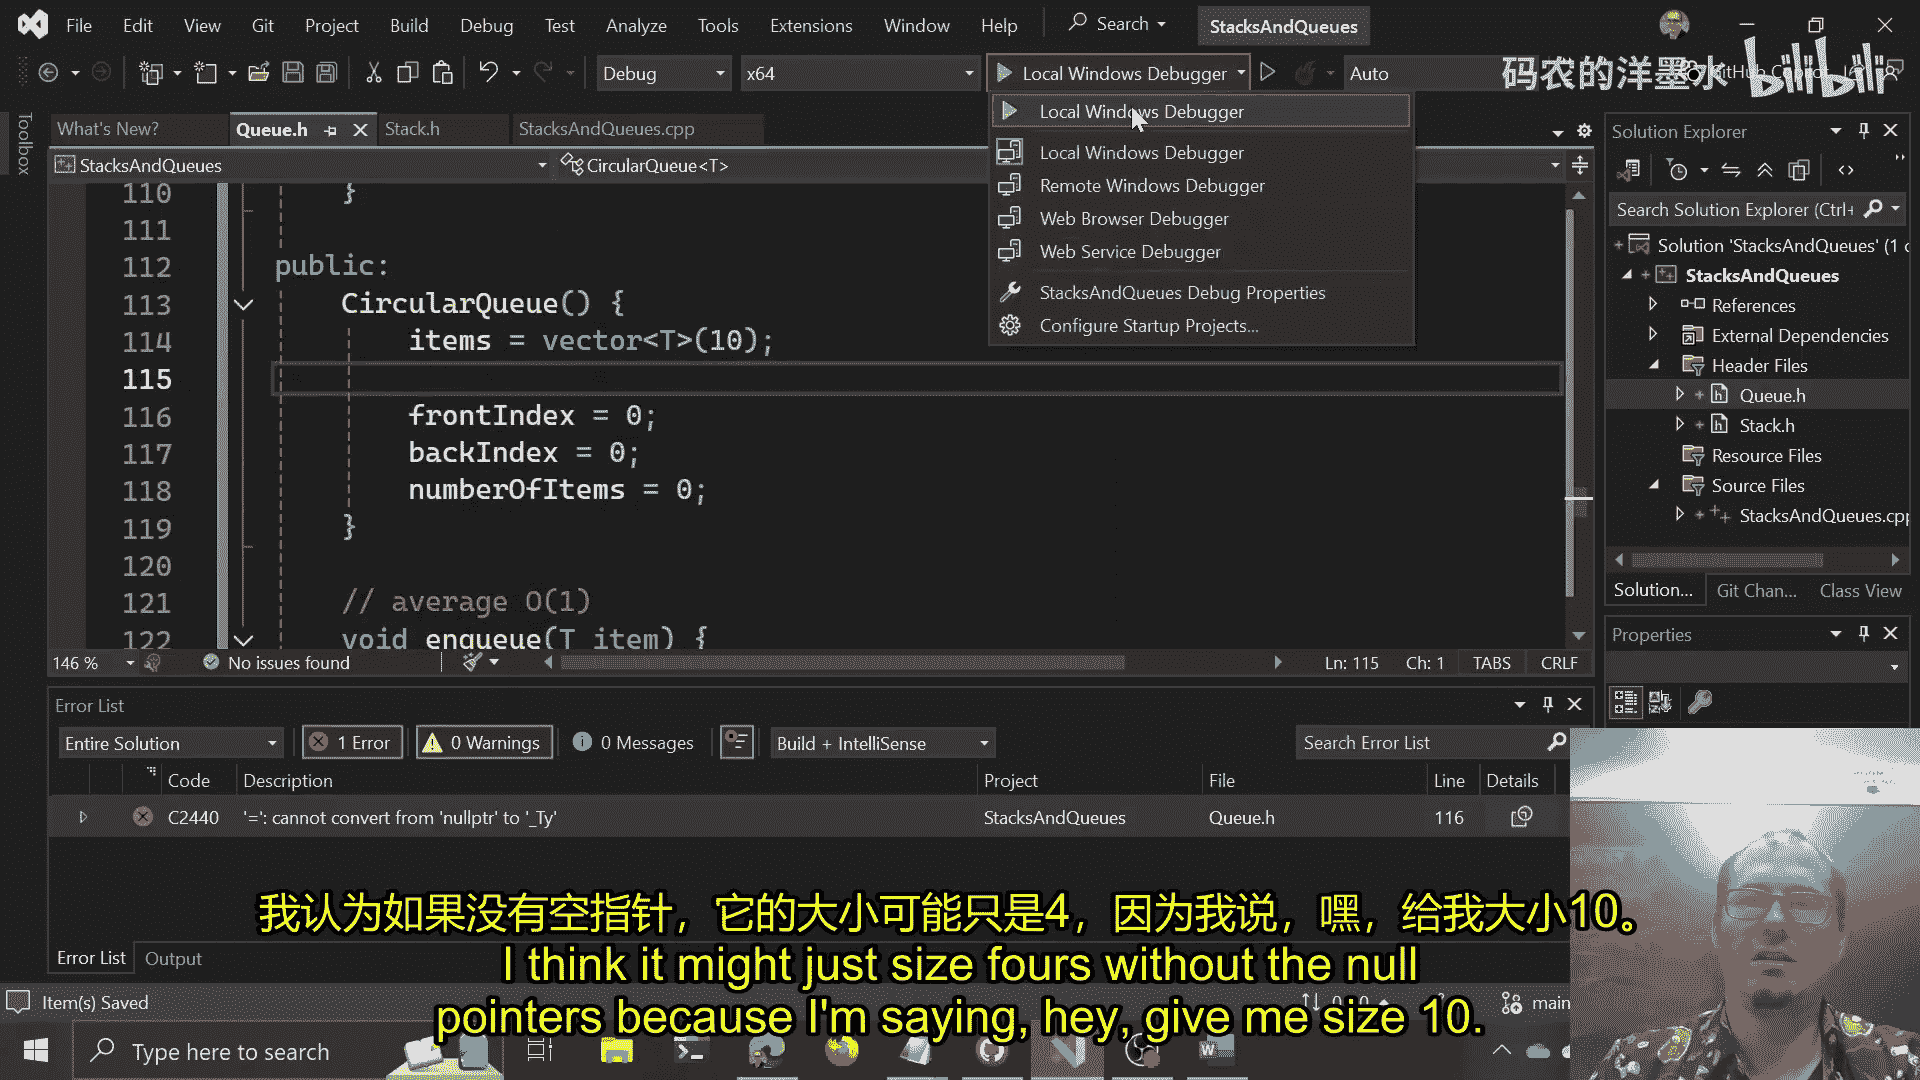 File Edit View Git Project Build Debug Test Analyze Tools Extensions Window Help Search StacksAndQueues
Debug x64 Local Windows Debugger Auto
码农的洋墨水 bilibili
Local Windows Debugger
Local Windows Debugger
Remote Windows Debugger
Web Browser Debugger
Web Service Debugger
StacksAndQueues Debug Properties
Configure Startup Projects...
Toolbox
What's New? Queue.h Stack.h StacksAndQueues.cpp
StacksAndQueues CircularQueue<T>
110 }
111
112 public:
113 CircularQueue() {
114 items = vector<T>(10);
115
116 frontIndex = 0;
117 backIndex = 0;
118 numberOfItems = 0;
119 }
120
121 // average O(1)
122 void enqueue(T item) {
146 % No issues found Ln: 115 Ch: 1 TABS CRLF
Solution Explorer
Search Solution Explorer (Ctrl+
Solution 'StacksAndQueues' (1 c
StacksAndQueues
References
External Dependencies
Header Files
Queue.h
Stack.h
Resource Files
Source Files
StacksAndQueues.cpp
Solution... Git Chan... Class View
Properties
Error List
Entire Solution 1 Error 0 Warnings 0 Messages Build + IntelliSense Search Error List
Code Description Project File Line Details
C2440 '=': cannot convert from 'nullptr' to '_Ty' StacksAndQueues Queue.h 116
我认为如果没有空指针，它的大小可能只是4，因为我说，嘿，给我大小10。
I think it might just size fours without the null
pointers because I'm saying, hey, give me size 10.
Error List Output
Item(s) Saved main
Type here to search